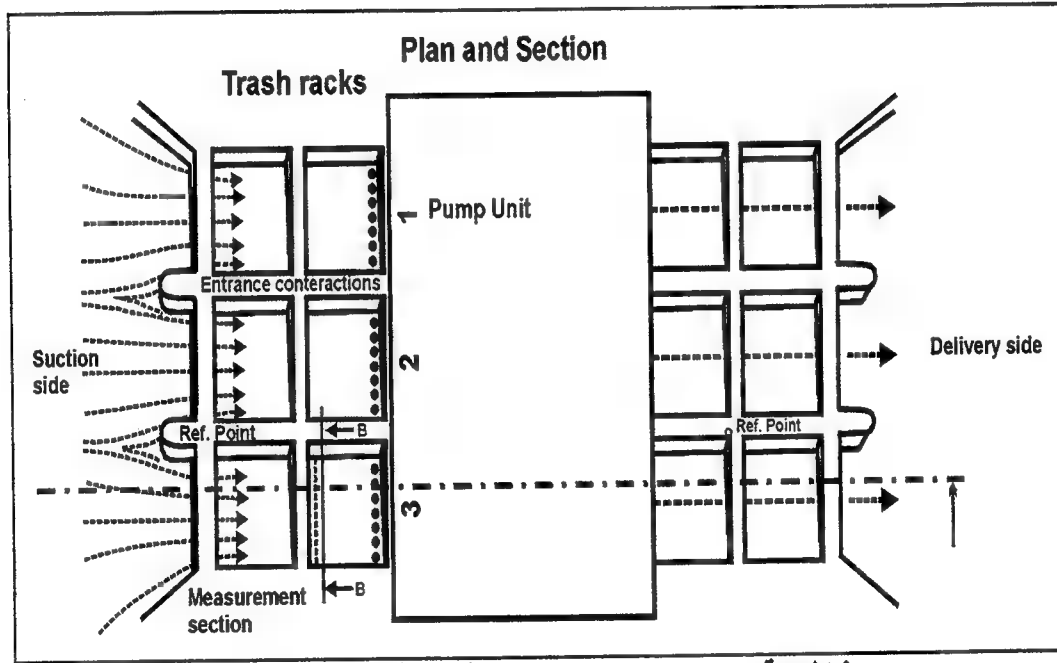 Plan and Section
Trash racks
1
Pump Unit
Entrance conteractions
Suction
side
2
Delivery side
Ref. Point
B
Ref. Point
3
B
Measurement
section